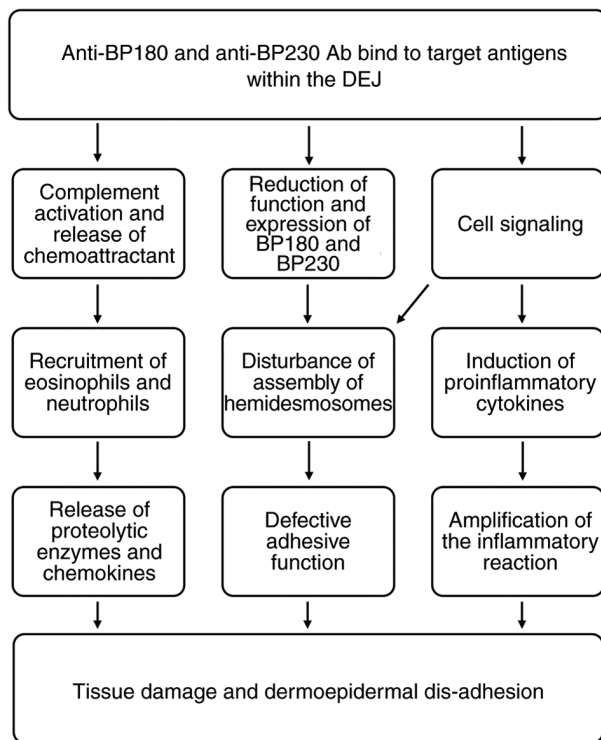 Anti-BP180 and anti-BP230 Ab bind to target antigens
within the DEJ
Complement
activation and
release of
chemoattractant
Reduction of
function and
expression of
BP180 and
BP230
Cell signaling
Recruitment of
eosinophils and
neutrophils
Disturbance of
assembly of
hemidesmosomes
Induction of
proinflammatory
cytokines
Release of
proteolytic
enzymes and
chemokines
Defective
adhesive
function
Amplification of
the inflammatory
reaction
Tissue damage and dermoepidermal dis-adhesion